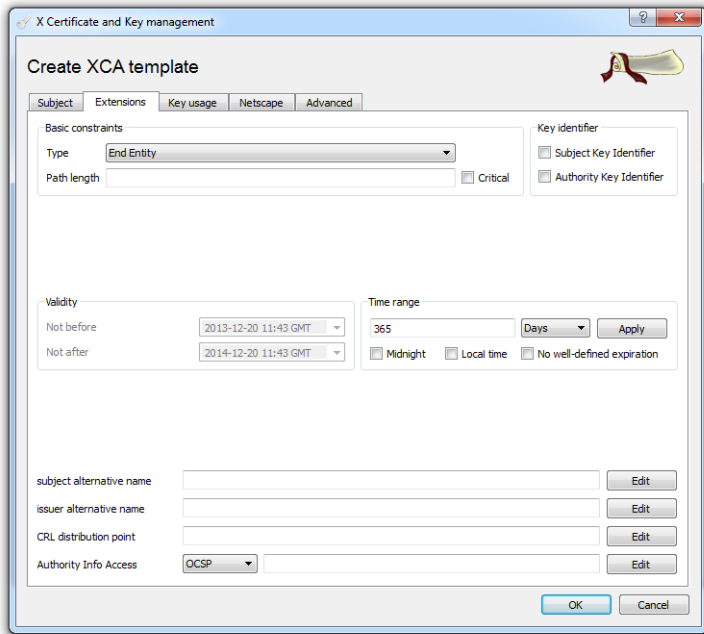 X Certificate and Key management
?
X
Create XCA template
Subject Extensions Key usage Netscape Advanced
Basic constraints
Type End Entity
Path length Critical
Key identifier
Subject Key Identifier
Authority Key Identifier
Validity
Not before 2013-12-20 11:43 GMT
Not after 2014-12-20 11:43 GMT
Time range
365 Days Apply
Midnight Local time No well-defined expiration
subject alternative name Edit
issuer alternative name Edit
CRL distribution point Edit
Authority Info Access OCSP Edit
OK Cancel